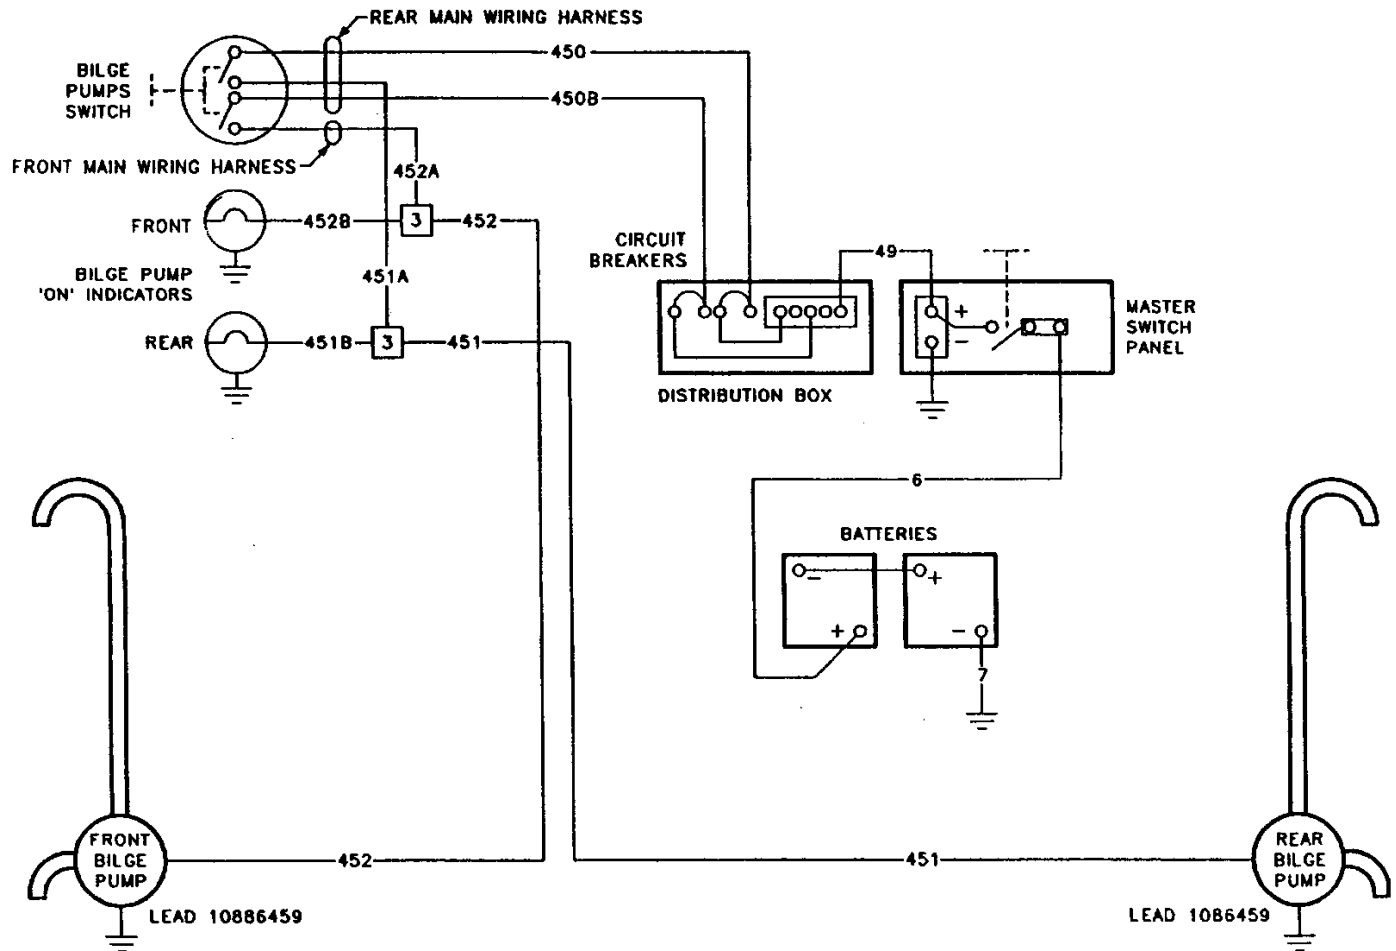 REAR MAIN WIRING HARNESS
450
BILGE
PUMPS
SWITCH
450B
FRONT MAIN WIRING HARNESS
452A
FRONT
452B
3
452
CIRCUIT
BREAKERS
49
BILGE PUMP
'ON' INDICATORS
451A
+
-
MASTER
SWITCH
PANEL
REAR
451B
3
451
DISTRIBUTION BOX
6
BATTERIES
-
+
+
-
7
FRONT
BILGE
PUMP
452
451
REAR
BILGE
PUMP
LEAD 10886459
LEAD 1086459